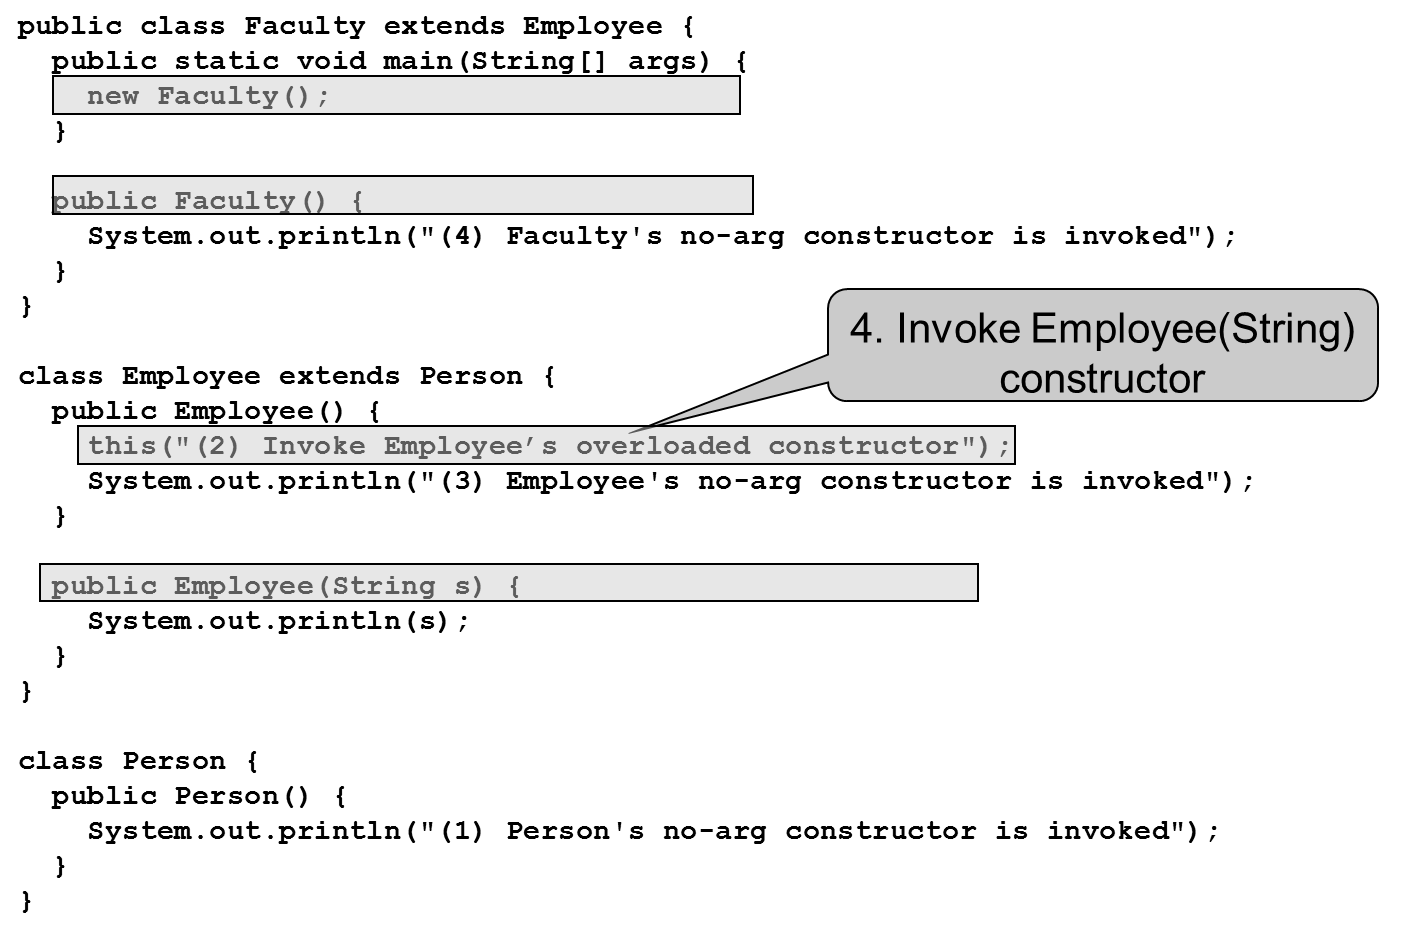 public class Faculty extends Employee {
public static void main(String[] args) {
new Faculty();
}
public Faculty() {
System.out.println("(4) Faculty's no-arg constructor is invoked");
}
}
4. Invoke Employee(String)
constructor
class Employee extends Person {
public Employee() {
this("(2) Invoke Employee’s overloaded constructor");
System.out.println("(3) Employee's no-arg constructor is invoked");
}
public Employee(String s) {
System.out.println(s);
}
}
class Person {
public Person() {
System.out.println("(1) Person's no-arg constructor is invoked");
}
}